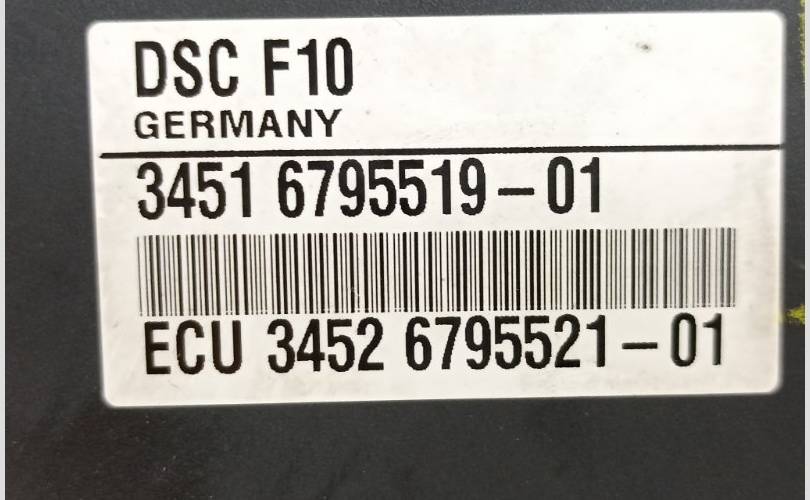 DSC F10
GERMANY
3451 6795519-01
ECU 3452 6795521-01